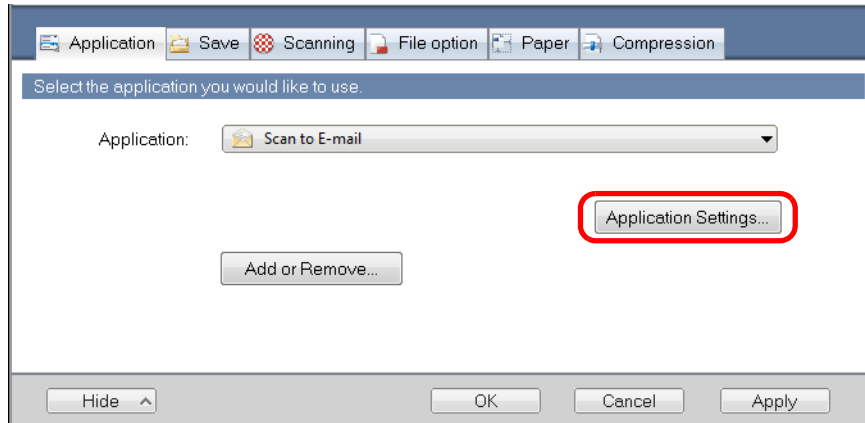 Application Save Scanning File option Paper Compression
Select the application you would like to use.
Application: Scan to E-mail
Application Settings...
Add or Remove...
Hide OK Cancel Apply